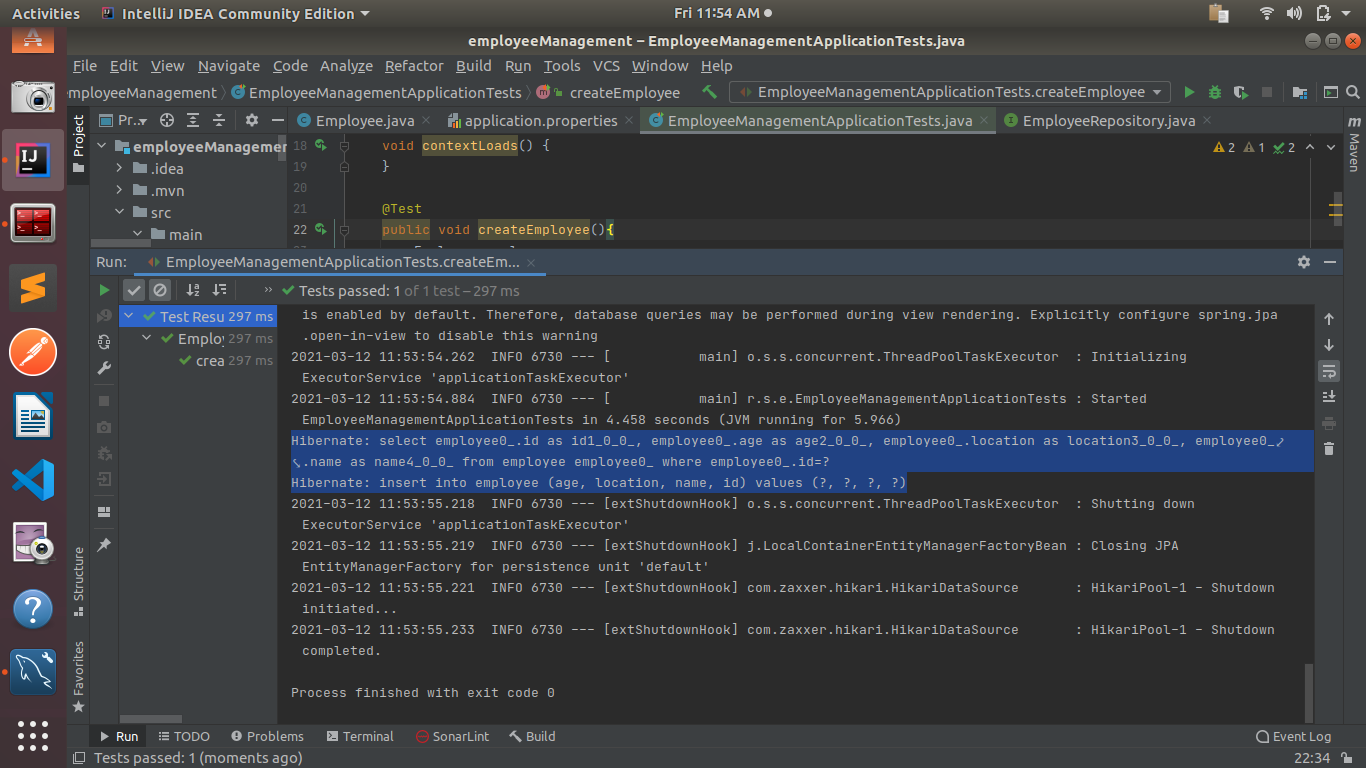 Activities IntelliJ IDEA Community Edition Fri 11:54 AM
employeeManagement – EmployeeManagementApplicationTests.java
File Edit View Navigate Code Analyze Refactor Build Run Tools VCS Window Help
employeeManagement EmployeeManagementApplicationTests createEmployee EmployeeManagementApplicationTests.createEmployee
Project
Pr... Employee.java application.properties EmployeeManagementApplicationTests.java EmployeeRepository.java
Maven
employeeManagemen 18 void contextLoads() { 2 1 2
.idea 19 }
.mvn 20
src 21 @Test
main 22 public void createEmployee(){
Run: EmployeeManagementApplicationTests.createEm...
Tests passed: 1 of 1 test – 297 ms
Test Resu 297 ms
Employ 297 ms
crea 297 ms
is enabled by default. Therefore, database queries may be performed during view rendering. Explicitly configure spring.jpa
.open-in-view to disable this warning
2021-03-12 11:53:54.262 INFO 6730 --- [ main] o.s.s.concurrent.ThreadPoolTaskExecutor : Initializing
ExecutorService 'applicationTaskExecutor'
2021-03-12 11:53:54.884 INFO 6730 --- [ main] r.s.e.EmployeeManagementApplicationTests : Started
EmployeeManagementApplicationTests in 4.458 seconds (JVM running for 5.966)
Hibernate: select employee0_.id as id1_0_0_, employee0_.age as age2_0_0_, employee0_.location as location3_0_0_, employee0_
.name as name4_0_0_ from employee employee0_ where employee0_.id=?
Hibernate: insert into employee (age, location, name, id) values (?, ?, ?, ?)
2021-03-12 11:53:55.218 INFO 6730 --- [extShutdownHook] o.s.s.concurrent.ThreadPoolTaskExecutor : Shutting down
ExecutorService 'applicationTaskExecutor'
2021-03-12 11:53:55.219 INFO 6730 --- [extShutdownHook] j.LocalContainerEntityManagerFactoryBean : Closing JPA
EntityManagerFactory for persistence unit 'default'
2021-03-12 11:53:55.221 INFO 6730 --- [extShutdownHook] com.zaxxer.hikari.HikariDataSource : HikariPool-1 - Shutdown
initiated...
2021-03-12 11:53:55.233 INFO 6730 --- [extShutdownHook] com.zaxxer.hikari.HikariDataSource : HikariPool-1 - Shutdown
completed.
Process finished with exit code 0
Structure
Favorites
Run TODO Problems Terminal SonarLint Build Event Log
Tests passed: 1 (moments ago) 22:34